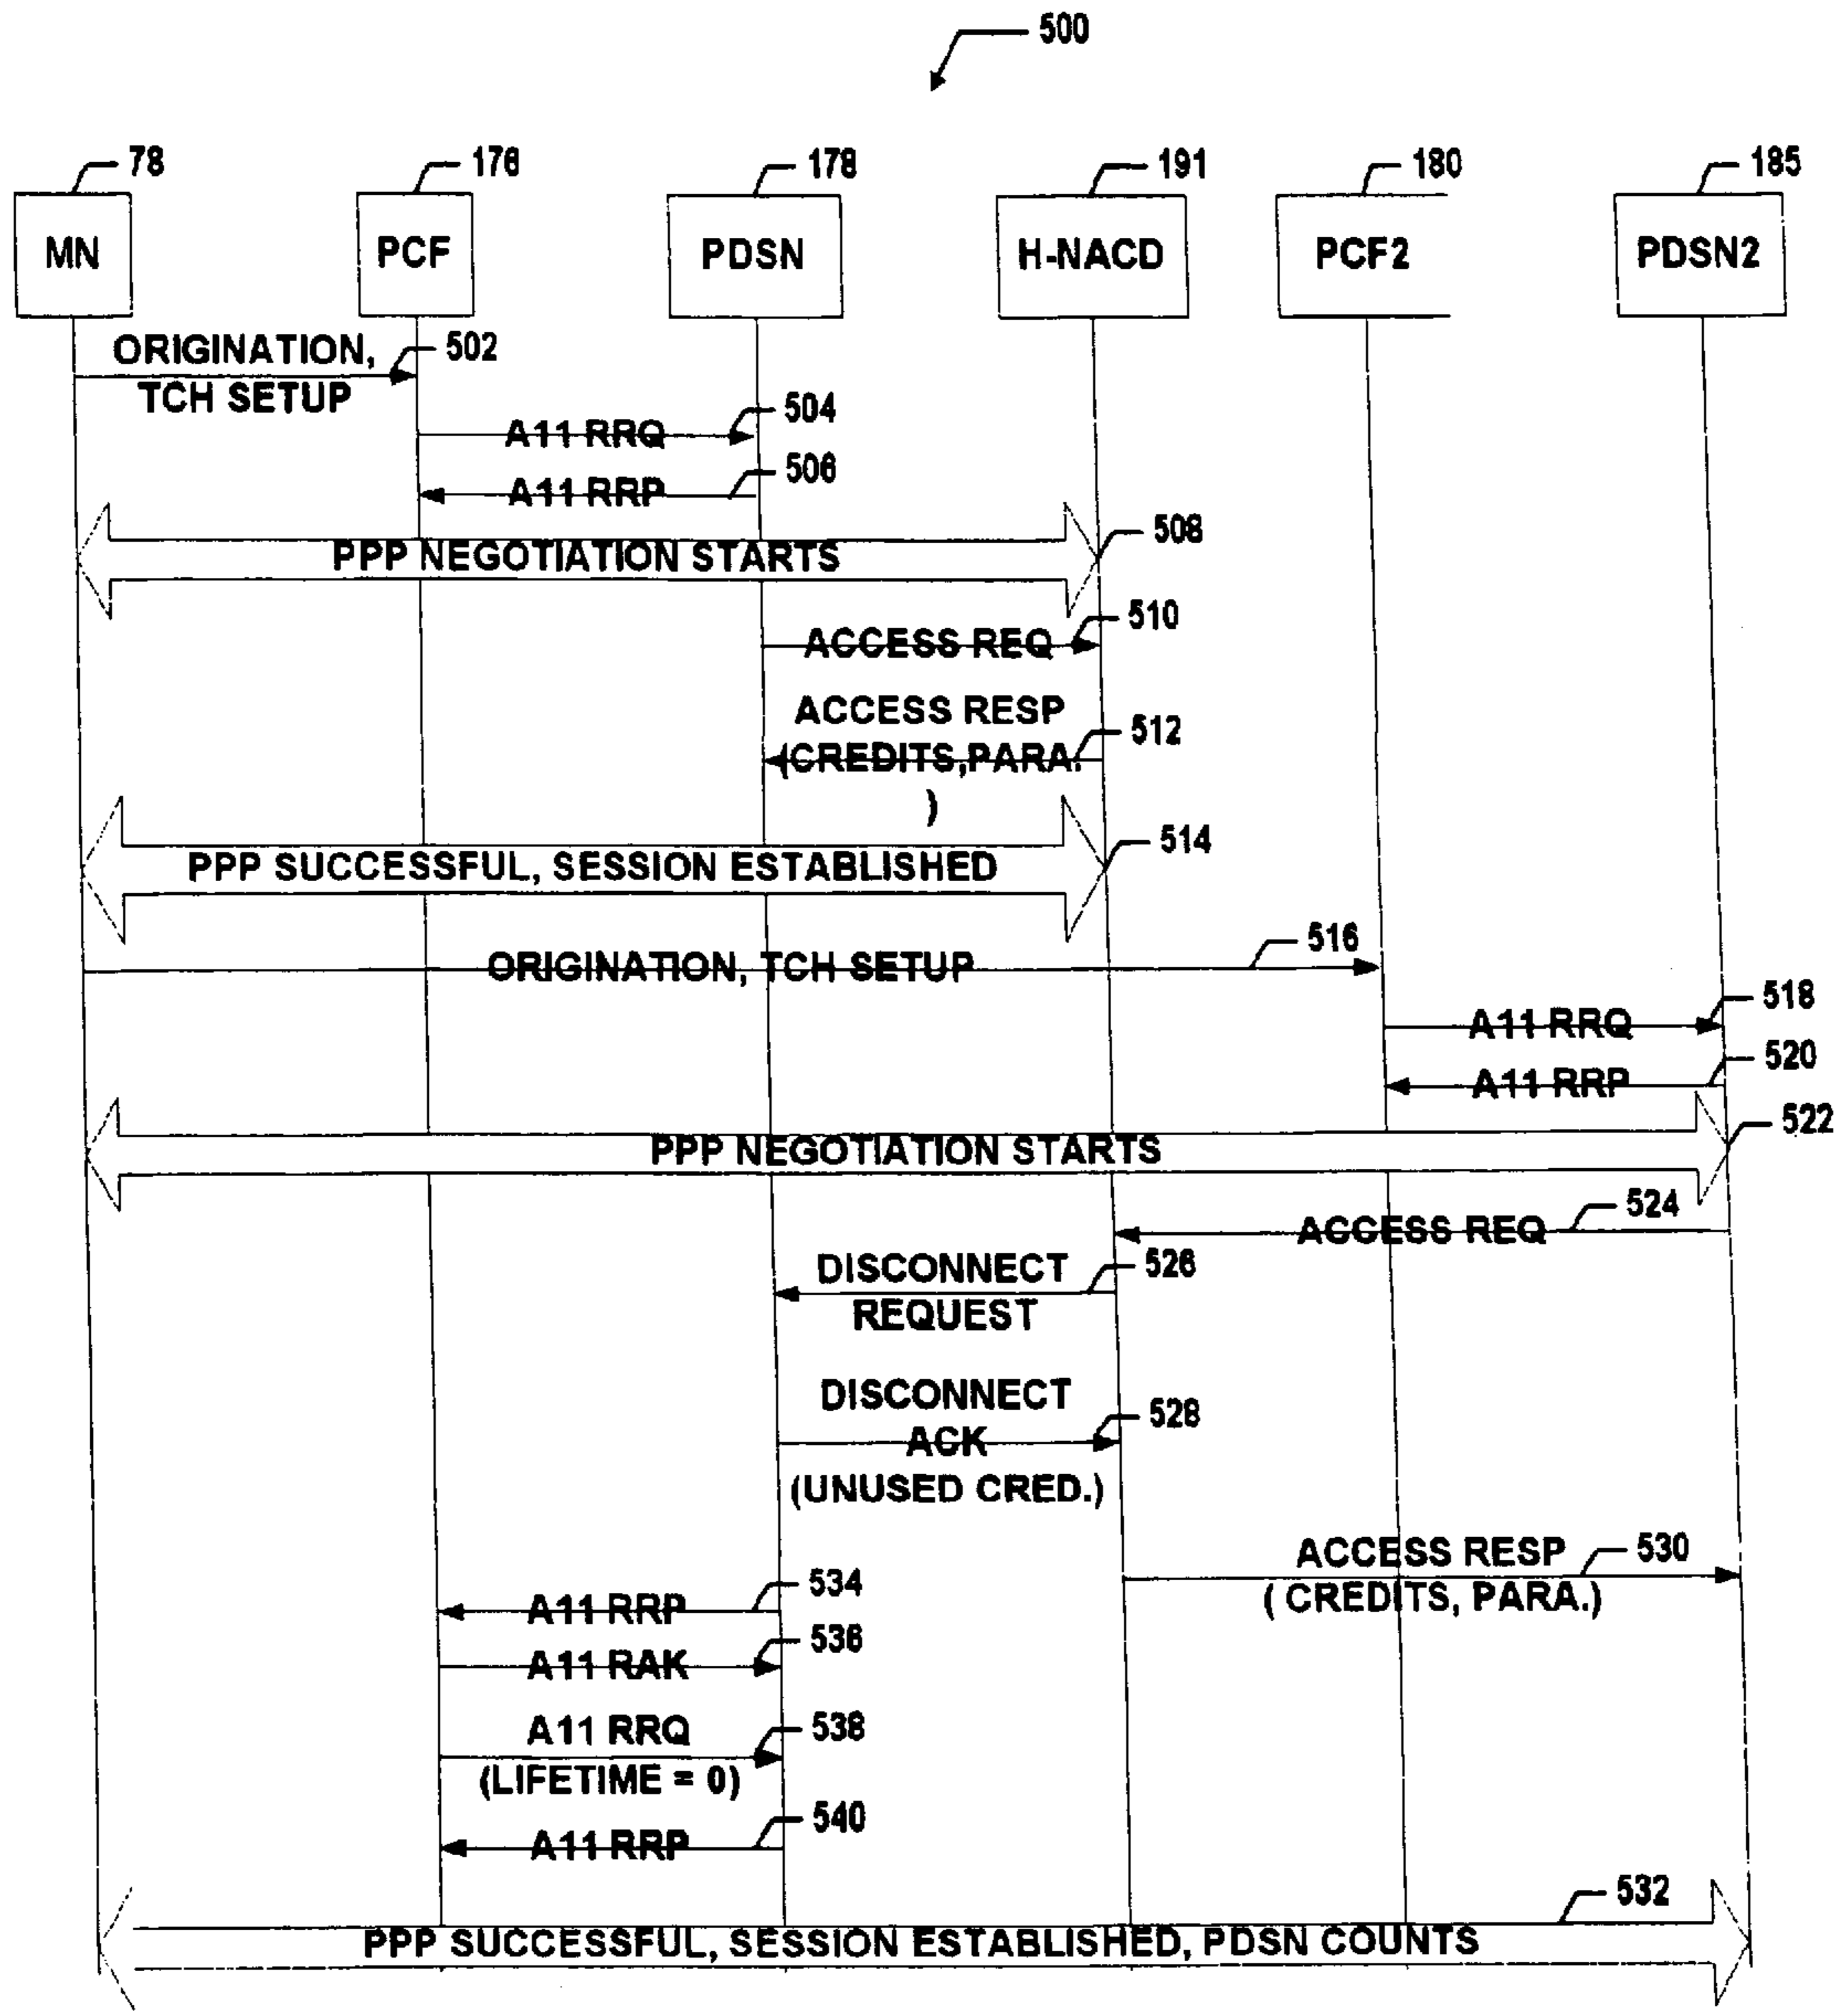 500
78
176
178
191
180
185
MN
PCF
PDSN
H-NACD
PCF2
PDSN2
ORIGINATION,
502
TCH SETUP
504
A11 RRQ
506
A11 RRP
508
PPP NEGOTIATION STARTS
510
ACCESS REQ
ACCESS RESP
512
(CREDITS,PARA.
)
514
PPP SUCCESSFUL, SESSION ESTABLISHED
516
ORIGINATION, TCH SETUP
518
A11 RRQ
520
A11 RRP
522
PPP NEGOTIATION STARTS
524
ACCESS REQ
DISCONNECT
526
REQUEST
DISCONNECT
528
ACK
(UNUSED CRED.)
ACCESS RESP
530
( CREDITS, PARA.)
534
A11 RRP
536
A11 RAK
A11 RRQ
538
(LIFETIME = 0)
540
A11 RRP
532
PPP SUCCESSFUL, SESSION ESTABLISHED, PDSN COUNTS